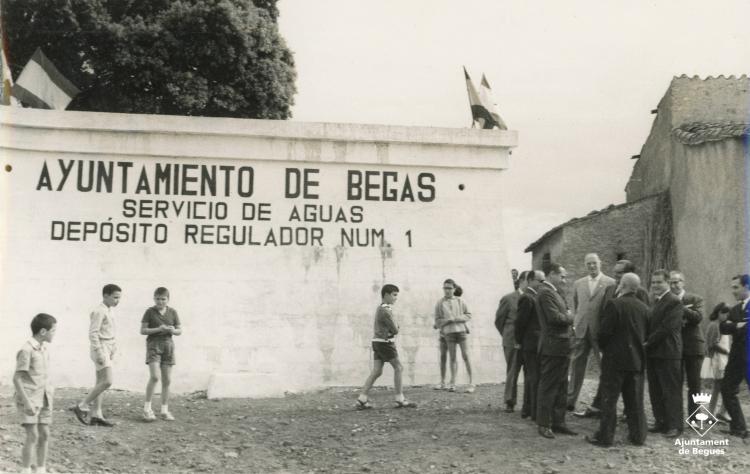 AYUNTAMIENTO DE BEGAS
SERVICIO DE AGUAS
DEPÓSITO REGULADOR NUM. 1
Ajuntament
de Begues